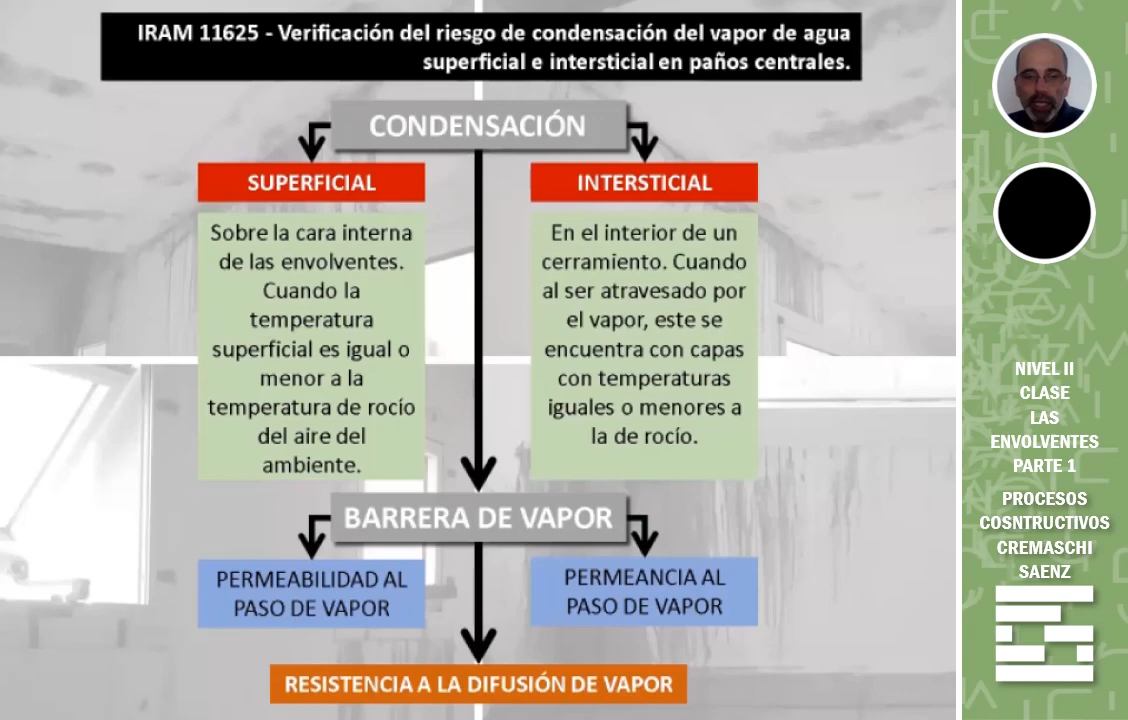 IRAM 11625 - Verificación del riesgo de condensación del vapor de agua
superficial e intersticial en paños centrales.
CONDENSACIÓN
SUPERFICIAL
Sobre la cara interna
de las envolventes.
Cuando la
temperatura
superficial es igual o
menor a la
temperatura de rocío
del aire del
ambiente.
INTERSTICIAL
En el interior de un
cerramiento. Cuando
al ser atravesado por
el vapor, este se
encuentra con capas
con temperaturas
iguales o menores a
la de rocío.
BARRERA DE VAPOR
PERMEABILIDAD AL
PASO DE VAPOR
PERMEANCIA AL
PASO DE VAPOR
RESISTENCIA A LA DIFUSIÓN DE VAPOR
NIVEL II
CLASE
LAS
ENVOLVENTES
PARTE 1
PROCESOS
COSNTRUCTIVOS
CREMASCHI
SAENZ